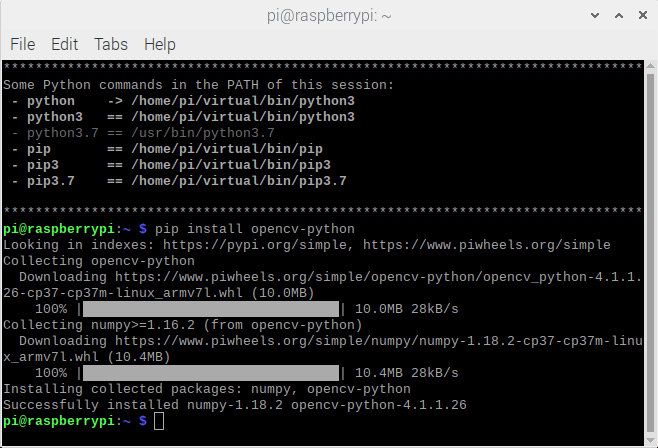 pi@raspberrypi: ~
File Edit Tabs Help
********************************************************************************
Some Python commands in the PATH of this session:
- python -> /home/pi/virtual/bin/python3
- python3 == /home/pi/virtual/bin/python3
- python3.7 == /usr/bin/python3.7
- pip == /home/pi/virtual/bin/pip
- pip3 == /home/pi/virtual/bin/pip3
- pip3.7 == /home/pi/virtual/bin/pip3.7
********************************************************************************
pi@raspberrypi:~ $ pip install opencv-python
Looking in indexes: https://pypi.org/simple, https://www.piwheels.org/simple
Collecting opencv-python
Downloading https://www.piwheels.org/simple/opencv-python/opencv_python-4.1.1.
26-cp37-cp37m-linux_armv7l.whl (10.0MB)
100% |████████████████████████████████| 10.0MB 28kB/s
Collecting numpy>=1.16.2 (from opencv-python)
Downloading https://www.piwheels.org/simple/numpy/numpy-1.18.2-cp37-cp37m-linu
x_armv7l.whl (10.4MB)
100% |████████████████████████████████| 10.4MB 28kB/s
Installing collected packages: numpy, opencv-python
Successfully installed numpy-1.18.2 opencv-python-4.1.1.26
pi@raspberrypi:~ $